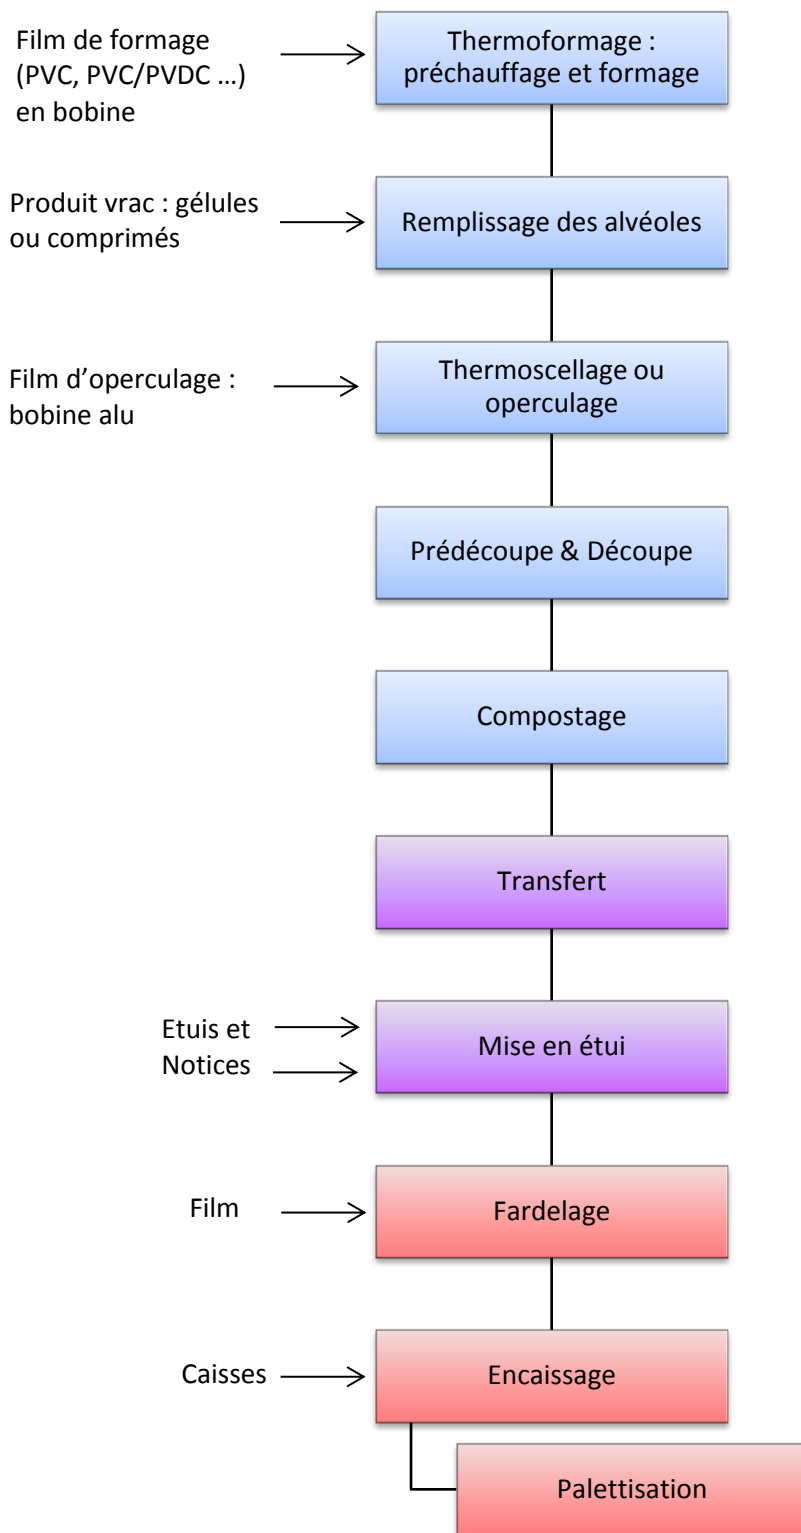 Film de formage
(PVC, PVC/PVDC ...)
en bobine
Thermoformage :
préchauffage et formage
Produit vrac : gélules
ou comprimés
Remplissage des alvéoles
Film d’operculage :
bobine alu
Thermoscellage ou
operculage
Prédécoupe & Découpe
Compostage
Transfert
Etuis et
Notices
Mise en étui
Film
Fardelage
Caisses
Encaissage
Palettisation